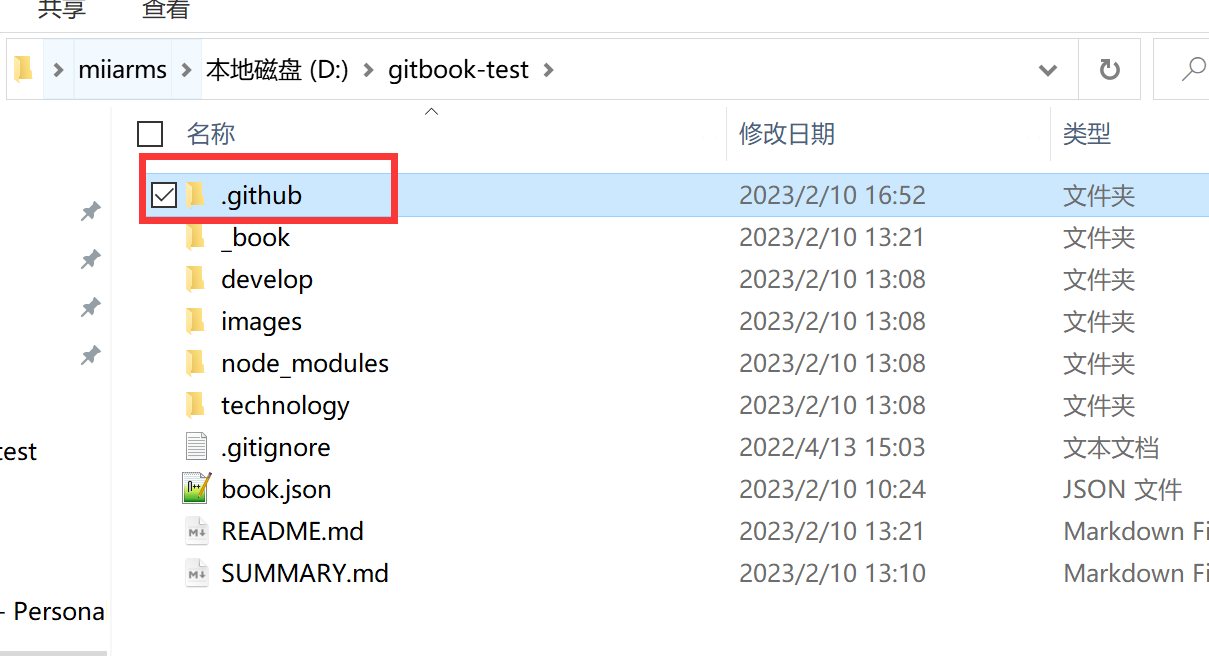 共享 查看
miiarms 本地磁盘 (D:) gitbook-test
名称 修改日期 类型
.github 2023/2/10 16:52 文件夹
_book 2023/2/10 13:21 文件夹
develop 2023/2/10 13:08 文件夹
images 2023/2/10 13:08 文件夹
node_modules 2023/2/10 13:08 文件夹
technology 2023/2/10 13:08 文件夹
.gitignore 2022/4/13 15:03 文本文档
test
book.json 2023/2/10 10:24 JSON 文件
README.md 2023/2/10 13:21 Markdown Fi
SUMMARY.md 2023/2/10 13:10 Markdown Fi
- Persona